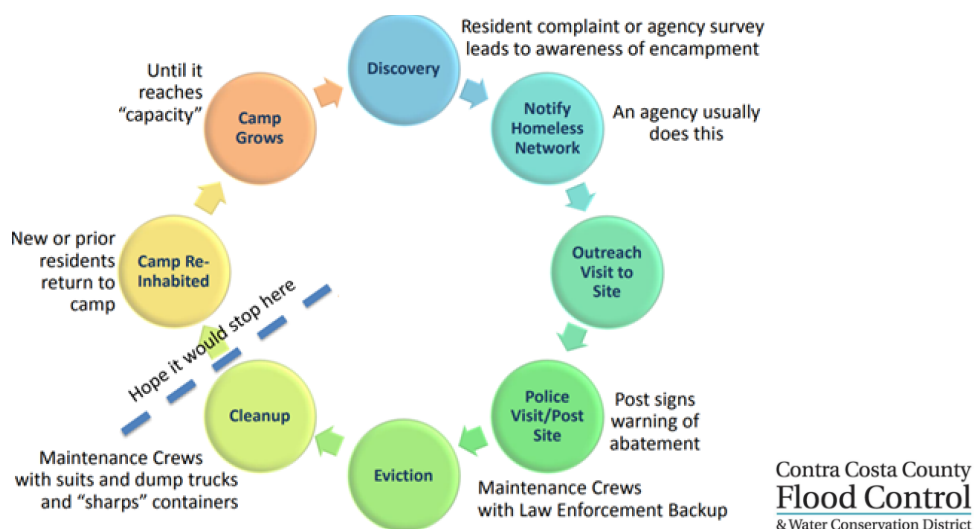 Discovery
Resident complaint or agency survey
leads to awareness of encampment
Notify
Homeless
Network
An agency usually
does this
Outreach
Visit to
Site
Police
Visit/Post
Site
Post signs
warning of
abatement
Eviction
Maintenance Crews
with Law Enforcement Backup
Cleanup
Maintenance Crews
with suits and dump trucks
and “sharps” containers
Hope it would stop here
Camp Re-
Inhabited
New or prior
residents
return to
camp
Camp
Grows
Until it
reaches
“capacity”
Contra Costa County
Flood Control
& Water Conservation District